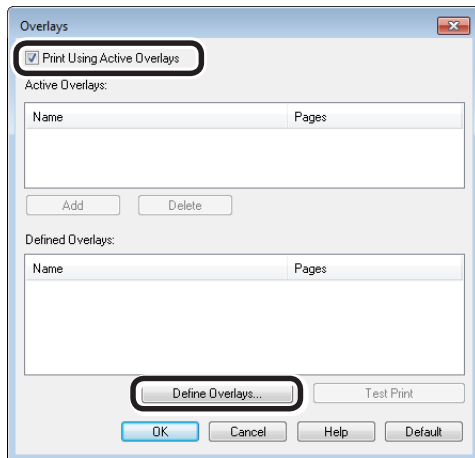 Overlays
Print Using Active Overlays
Active Overlays:
Name Pages
Add Delete
Defined Overlays:
Name Pages
Define Overlays... Test Print
OK Cancel Help Default